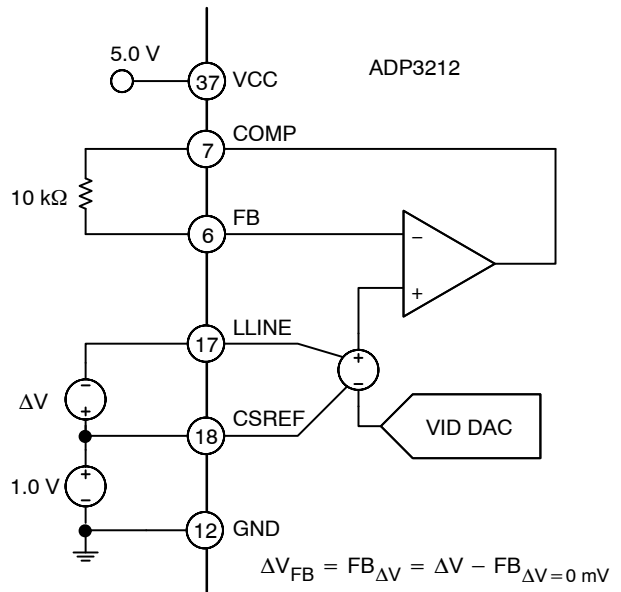 5.0 V
ADP3212
37 VCC
COMP
7
10 kΩ
FB
6
−
+
LLINE
17
+
−
−
ΔV
+
CSREF
18
VID DAC
+
1.0 V
−
12 GND
ΔV_FB = FB_ΔV = ΔV − FB_ΔV=0 mV